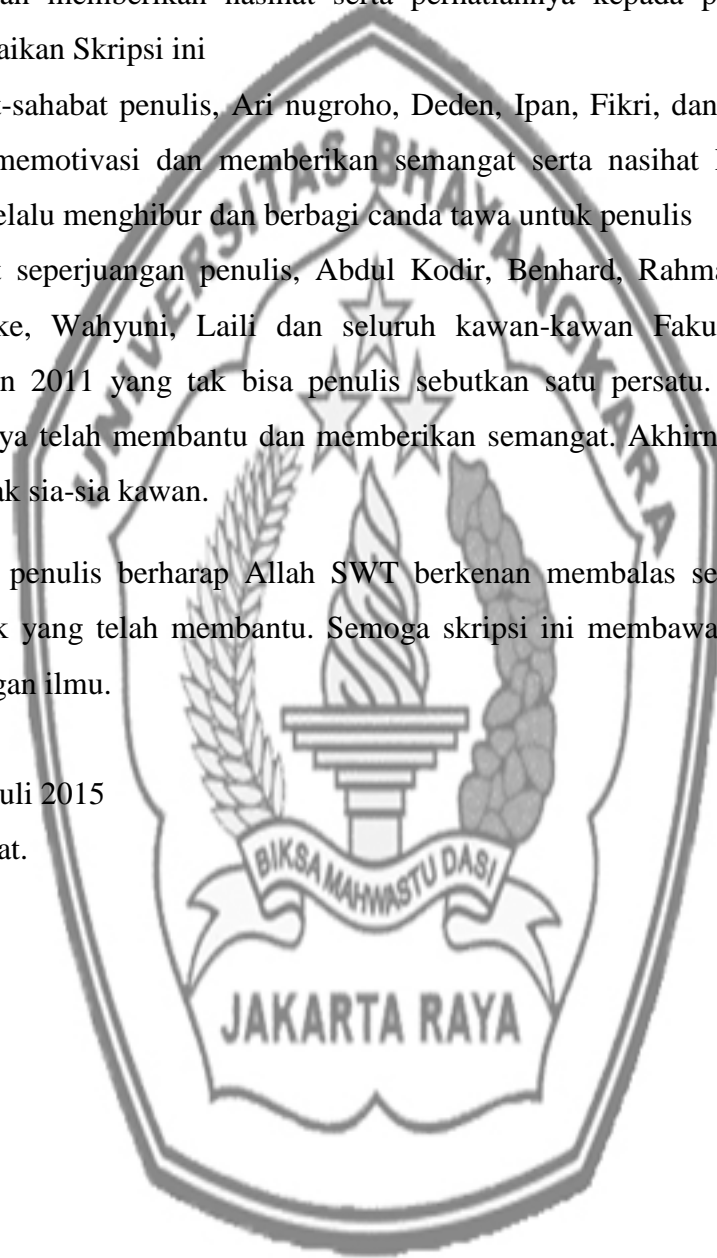 memberikan nasihat serta perhatiannya kepada
aikan Skripsi ini
-sahabat penulis, Ari nugroho, Deden, Ipan, Fikri, dan
memotivasi dan memberikan semangat serta nasihat
elalu menghibur dan berbagi canda tawa untuk penulis
seperjuangan penulis, Abdul Kodir, Benhard, Rahma
ke, Wahyuni, Laili dan seluruh kawan-kawan Faku
n 2011 yang tak bisa penulis sebutkan satu persatu.
ya telah membantu dan memberikan semangat. Akhirn
ak sia-sia kawan.
penulis berharap Allah SWT berkenan membalas se
k yang telah membantu. Semoga skripsi ini membawa
gan ilmu.
uli 2015
at.
UNIVERSITAS BHAYANGKARA
BIKSA MAHWASTU DASI
JAKARTA RAYA